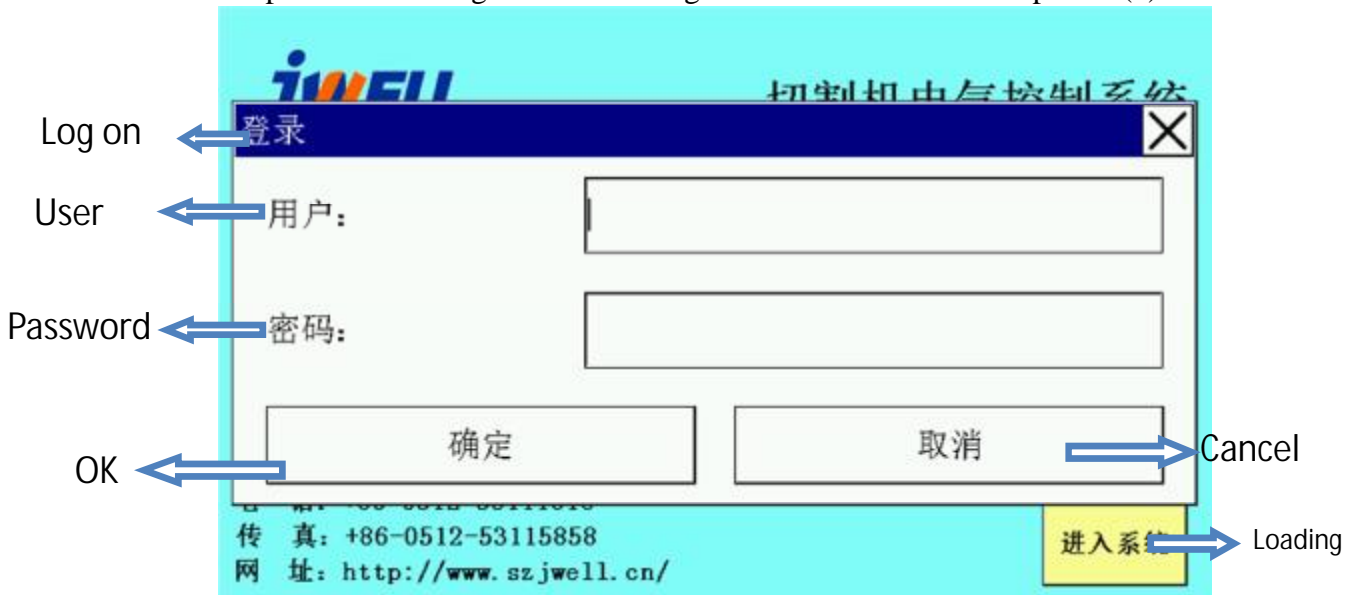 JWELL
切割机电气控制系统
Log on
登录
User
用户:
Password
密码:
OK
确定
取消
Cancel
传 真: +86-0512-53115858
进入系统
Loading
网 址: http://www.szjwell.cn/